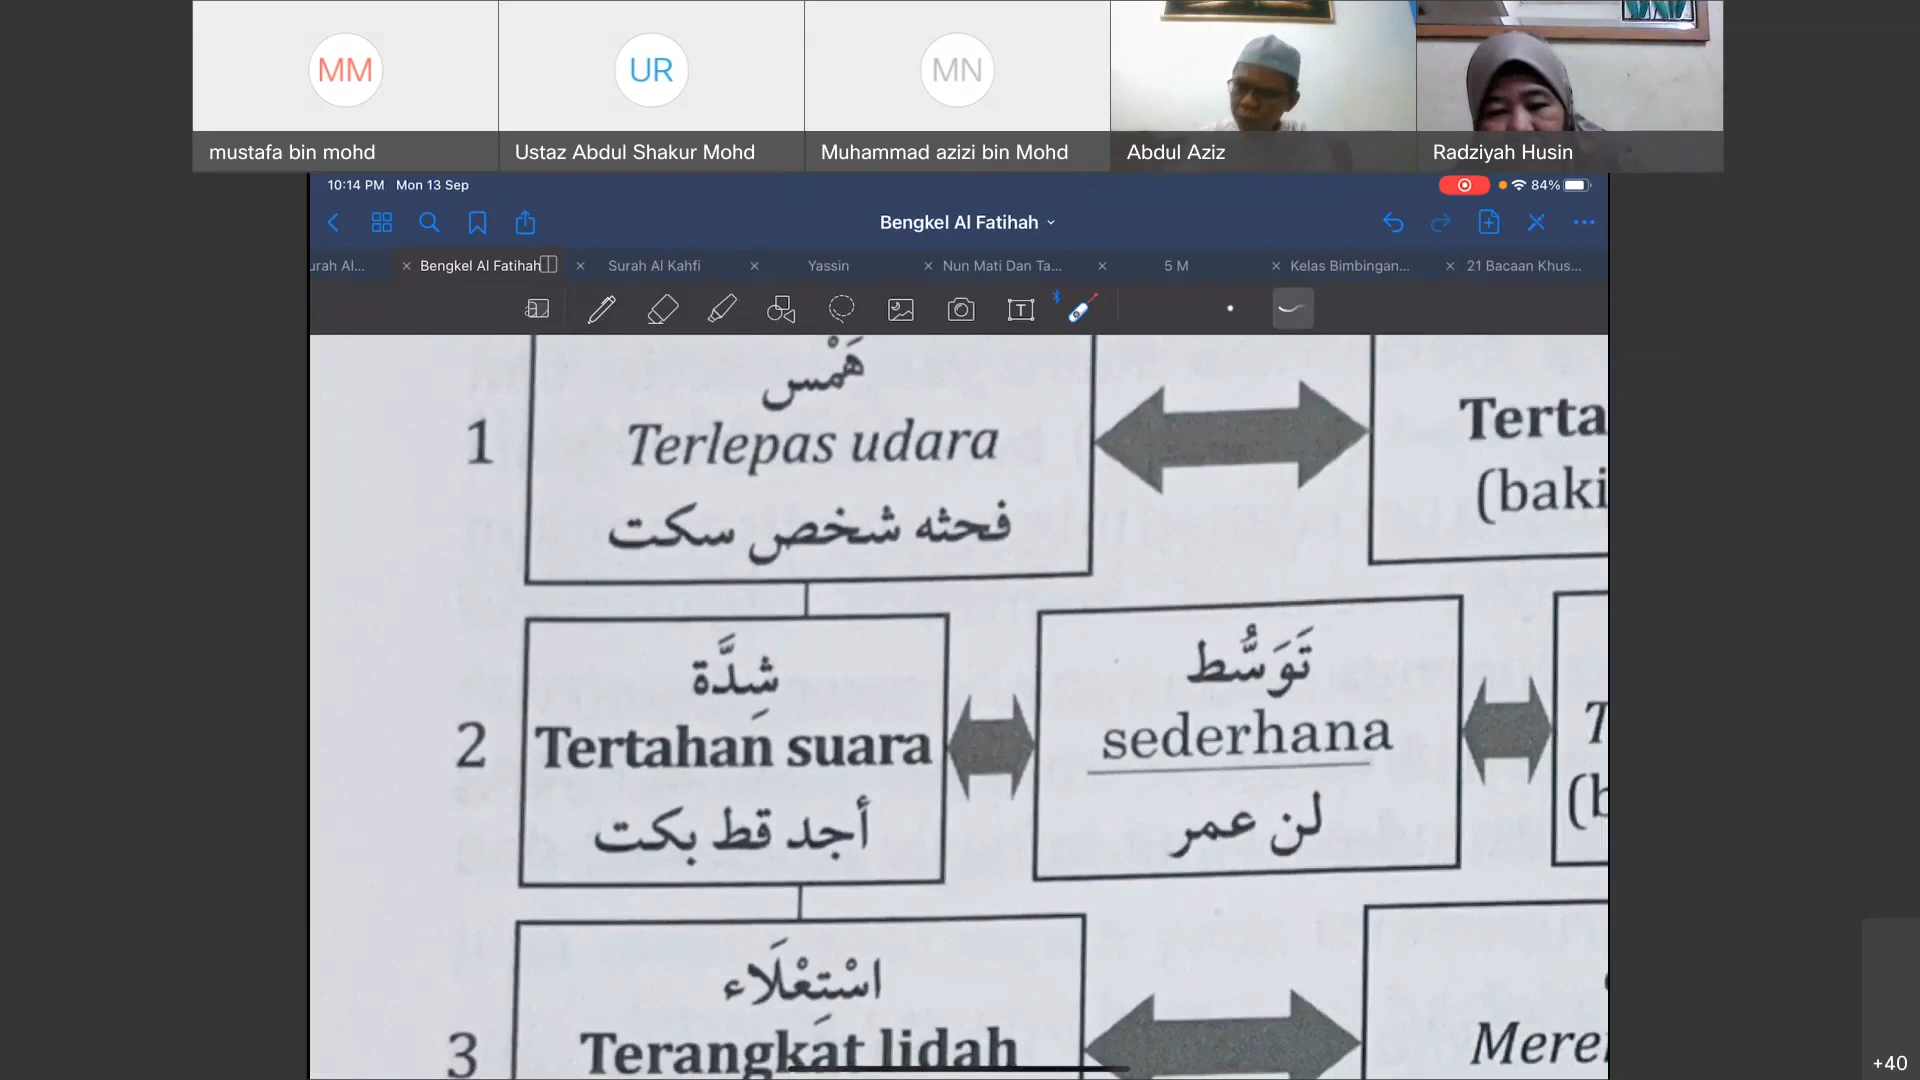 MM
UR
MN
mustafa bin mohd
Ustaz Abdul Shakur Mohd
Muhammad azizi bin Mohd
Abdul Aziz
Radziyah Husin
10:14 PM Mon 13 Sep
84%
Bengkel Al Fatihah
urah Al...
Bengkel Al Fatihah
Surah Al Kahfi
Yassin
Nun Mati Dan Ta...
5 M
Kelas Bimbingan...
21 Bacaan Khus...
T
هَمْس
1 Terlepas udara
فحثه شخص سكت
Terta
(baki
شِدَّة
2 Tertahan suara
أجد قط بكت
تَوَسُّط
sederhana
لن عمر
T
(b
اسْتِعْلَاء
3 Terangkat lidah
Mere
+40